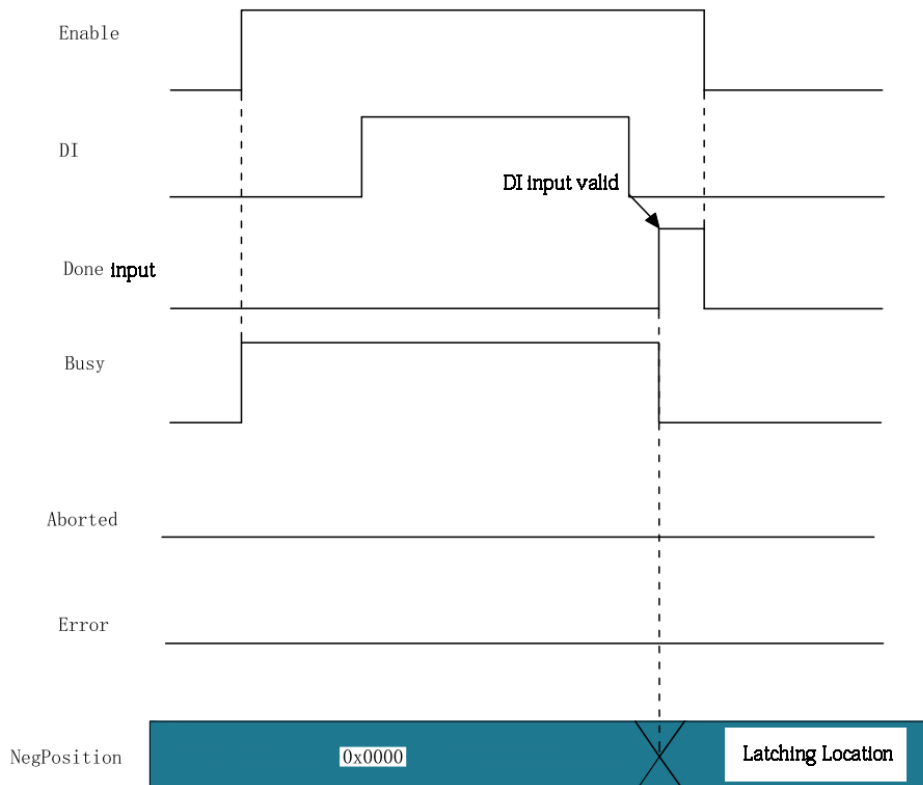 Enable
DI
DI input valid
Done input
Busy
Aborted
Error
NegPosition
0x0000
Latching Location